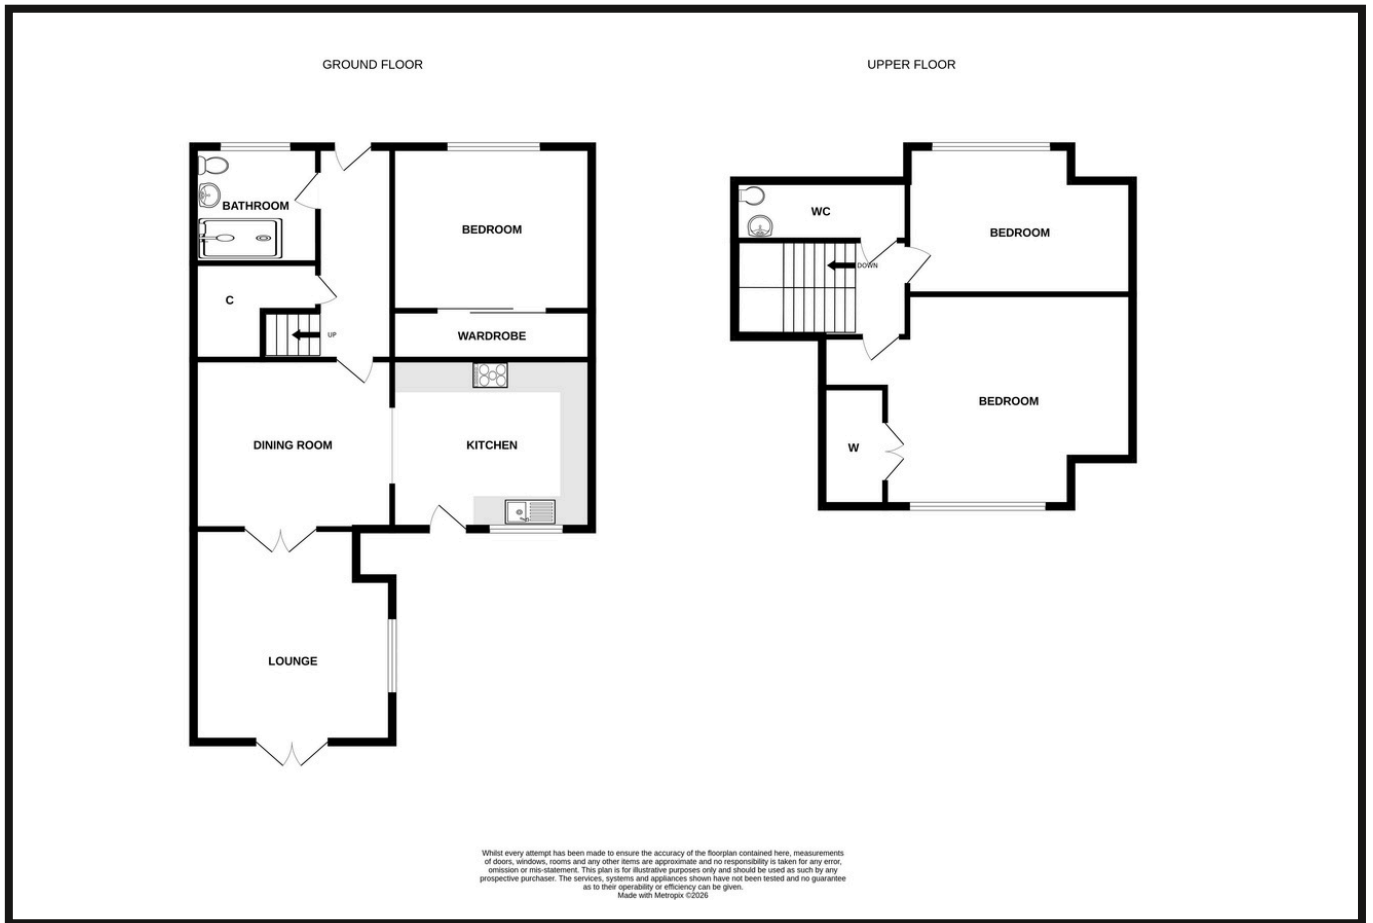 GROUND FLOOR
UPPER FLOOR
BATHROOM
BEDROOM
C
UP
WARDROBE
DINING ROOM
KITCHEN
LOUNGE
WC
BEDROOM
DOWN
BEDROOM
W
Whilst every attempt has been made to ensure the accuracy of the floorplan contained here, measurements
of doors, windows, rooms and any other items are approximate and no responsibility is taken for any error,
omission or mis-statement. This plan is for illustrative purposes only and should be used as such by any
prospective purchaser. The services, systems and appliances shown have not been tested and no guarantee
as to their operability or efficiency can be given.
Made with Metropix ©2026